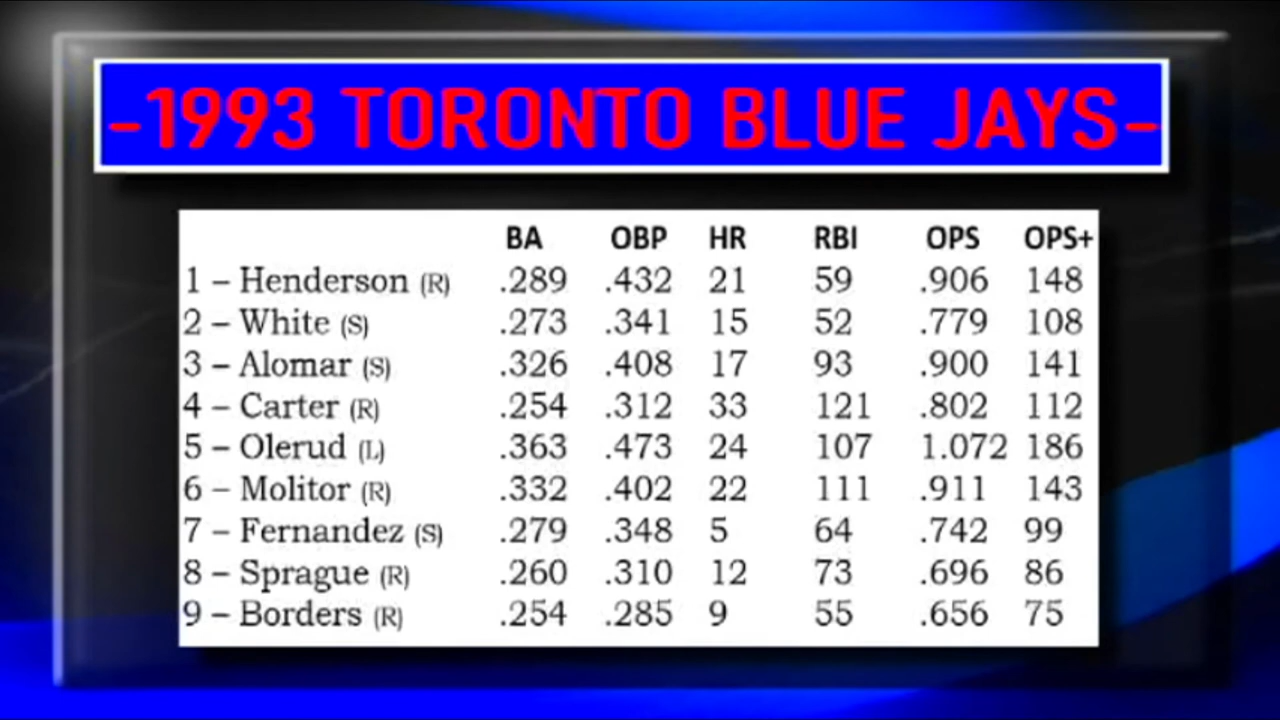 -1993 TORONTO BLUE JAYS-
BA OBP HR RBI OPS OPS+
1 – Henderson (R) .289 .432 21 59 .906 148
2 – White (S) .273 .341 15 52 .779 108
3 – Alomar (S) .326 .408 17 93 .900 141
4 – Carter (R) .254 .312 33 121 .802 112
5 – Olerud (L) .363 .473 24 107 1.072 186
6 – Molitor (R) .332 .402 22 111 .911 143
7 – Fernandez (S) .279 .348 5 64 .742 99
8 – Sprague (R) .260 .310 12 73 .696 86
9 – Borders (R) .254 .285 9 55 .656 75